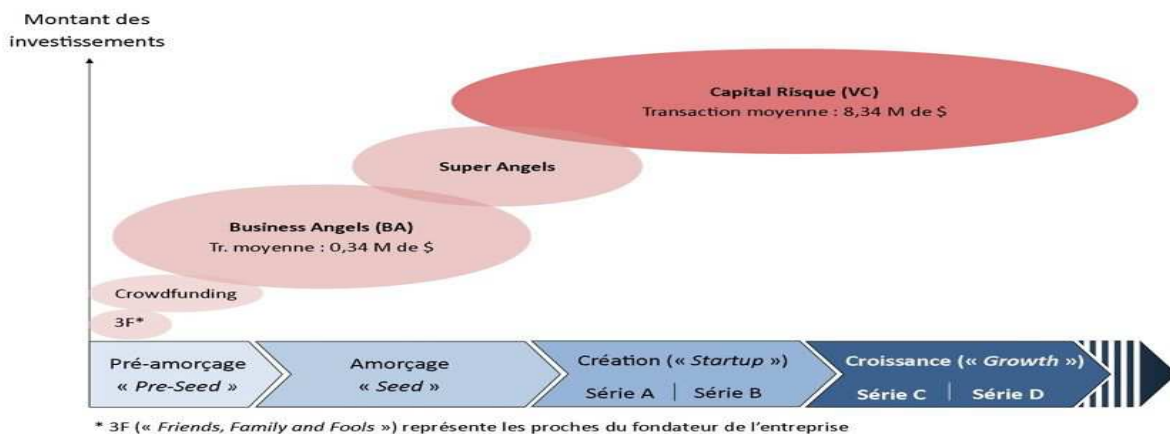 Montant des
investissements
Capital Risque (VC)
Transaction moyenne : 8,34 M de $
Super Angels
Business Angels (BA)
Tr. moyenne : 0,34 M de $
Crowdfunding
3F*
Pré-amorçage
« Pre-Seed »
Amorçage
« Seed »
Création (« Startup »)
Série A | Série B
Croissance (« Growth »)
Série C | Série D
* 3F (« Friends, Family and Fools ») représente les proches du fondateur de l'entreprise